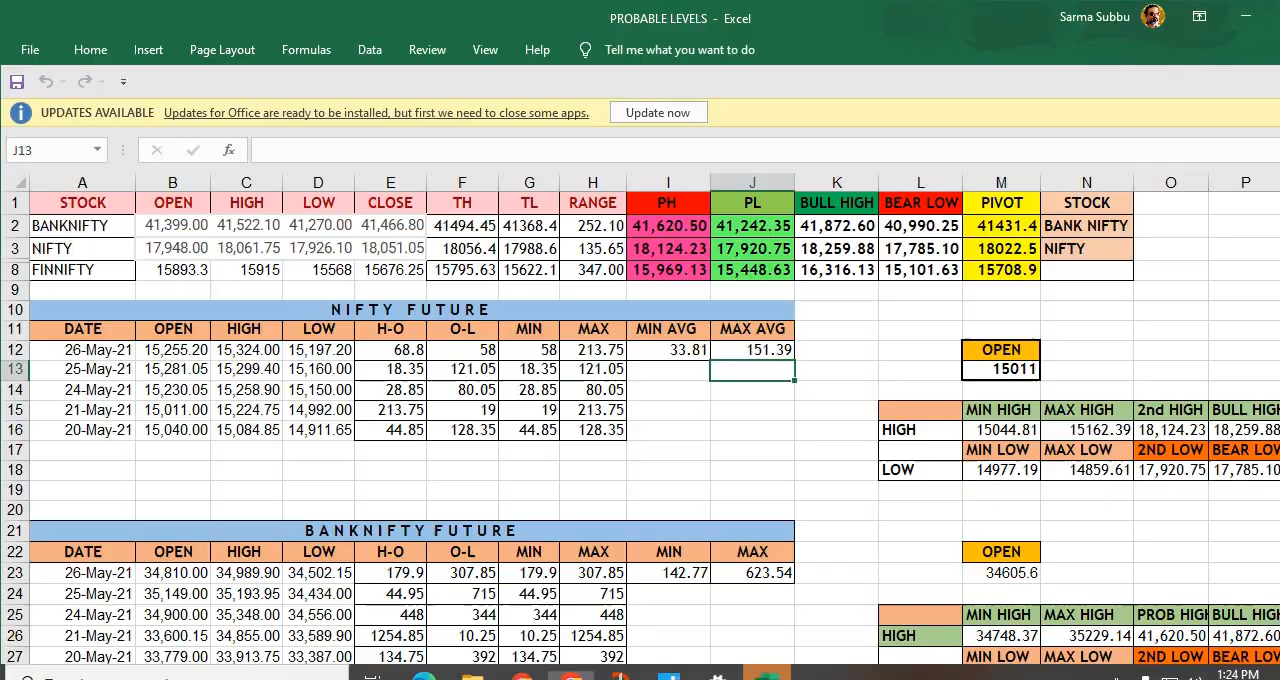 PROBABLE LEVELS - Excel
Sarma Subbu
File Home Insert Page Layout Formulas Data Review View Help Tell me what you want to do
UPDATES AVAILABLE Updates for Office are ready to be installed, but first we need to close some apps. Update now
J13 fx
A B C D E F G H I J K L M N O P
1 STOCK OPEN HIGH LOW CLOSE TH TL RANGE PH PL BULL HIGH BEAR LOW PIVOT STOCK
2 BANKNIFTY 41,399.00 41,522.10 41,270.00 41,466.80 41494.45 41368.4 252.10 41,620.50 41,242.35 41,872.60 40,990.25 41431.4 BANK NIFTY
3 NIFTY 17,948.00 18,061.75 17,926.10 18,051.05 18056.4 17988.6 135.65 18,124.23 17,920.75 18,259.88 17,785.10 18022.5 NIFTY
8 FINNIFTY 15893.3 15915 15568 15676.25 15795.63 15622.1 347.00 15,969.13 15,448.63 16,316.13 15,101.63 15708.9
9
10 NIFTY FUTURE
11 DATE OPEN HIGH LOW H-O O-L MIN MAX MIN AVG MAX AVG
12 26-May-21 15,255.20 15,324.00 15,197.20 68.8 58 58 213.75 33.81 151.39 OPEN
13 25-May-21 15,281.05 15,299.40 15,160.00 18.35 121.05 18.35 121.05 15011
14 24-May-21 15,230.05 15,258.90 15,150.00 28.85 80.05 28.85 80.05
15 21-May-21 15,011.00 15,224.75 14,992.00 213.75 19 19 213.75 MIN HIGH MAX HIGH 2nd HIGH BULL HIGH
16 20-May-21 15,040.00 15,084.85 14,911.65 44.85 128.35 44.85 128.35 HIGH 15044.81 15162.39 18,124.23 18,259.88
17 MIN LOW MAX LOW 2ND LOW BEAR LOW
18 LOW 14977.19 14859.61 17,920.75 17,785.10
19
20
21 BANKNIFTY FUTURE
22 DATE OPEN HIGH LOW H-O O-L MIN MAX MIN MAX OPEN
23 26-May-21 34,810.00 34,989.90 34,502.15 179.9 307.85 179.9 307.85 142.77 623.54 34605.6
24 25-May-21 35,149.00 35,193.95 34,434.00 44.95 715 44.95 715
25 24-May-21 34,900.00 35,348.00 34,556.00 448 344 344 448 MIN HIGH MAX HIGH PROB HIGH BULL HIGH
26 21-May-21 33,600.15 34,855.00 33,589.90 1254.85 10.25 10.25 1254.85 HIGH 34748.37 35229.14 41,620.50 41,872.60
27 20-May-21 33,779.00 33,913.75 33,387.00 134.75 392 134.75 392 MIN LOW MAX LOW 2ND LOW BEAR LOW
1:24 PM